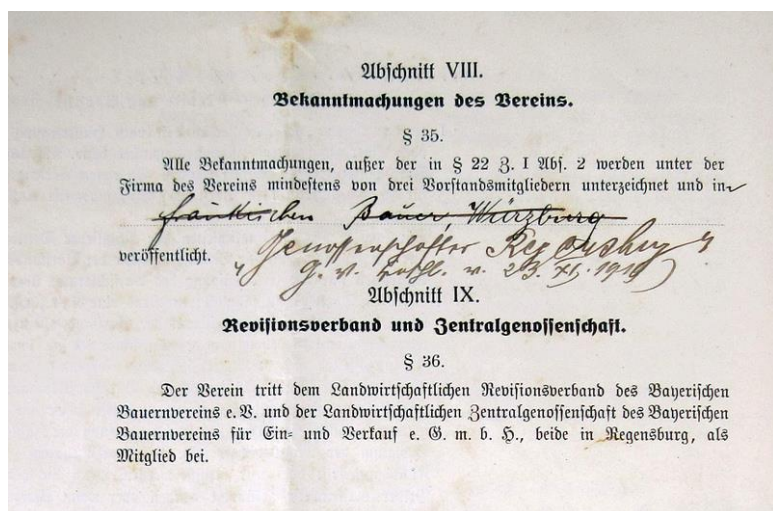 Abschnitt VIII.
Bekanntmachungen des Vereins.
§ 35.
Alle Bekanntmachungen, außer der in § 22 Z. I Abs. 2 werden unter der
Firma des Vereins mindestens von drei Vorstandsmitgliedern unterzeichnet und in
fränkischen Bauer Würzburg
veröffentlicht. „Genossenschafter Regensburg“
G. V. v. 23. XI. 1919
Abschnitt IX.
Revisionsverband und Zentralgenossenschaft.
§ 36.
Der Verein tritt dem Landwirtschaftlichen Revisionsverband des Bayerischen
Bauernvereins e. V. und der Landwirtschaftlichen Zentralgenossenschaft des Bayerischen
Bauernvereins für Ein- und Verkauf e. G. m. b. H., beide in Regensburg, als
Mitglied bei.